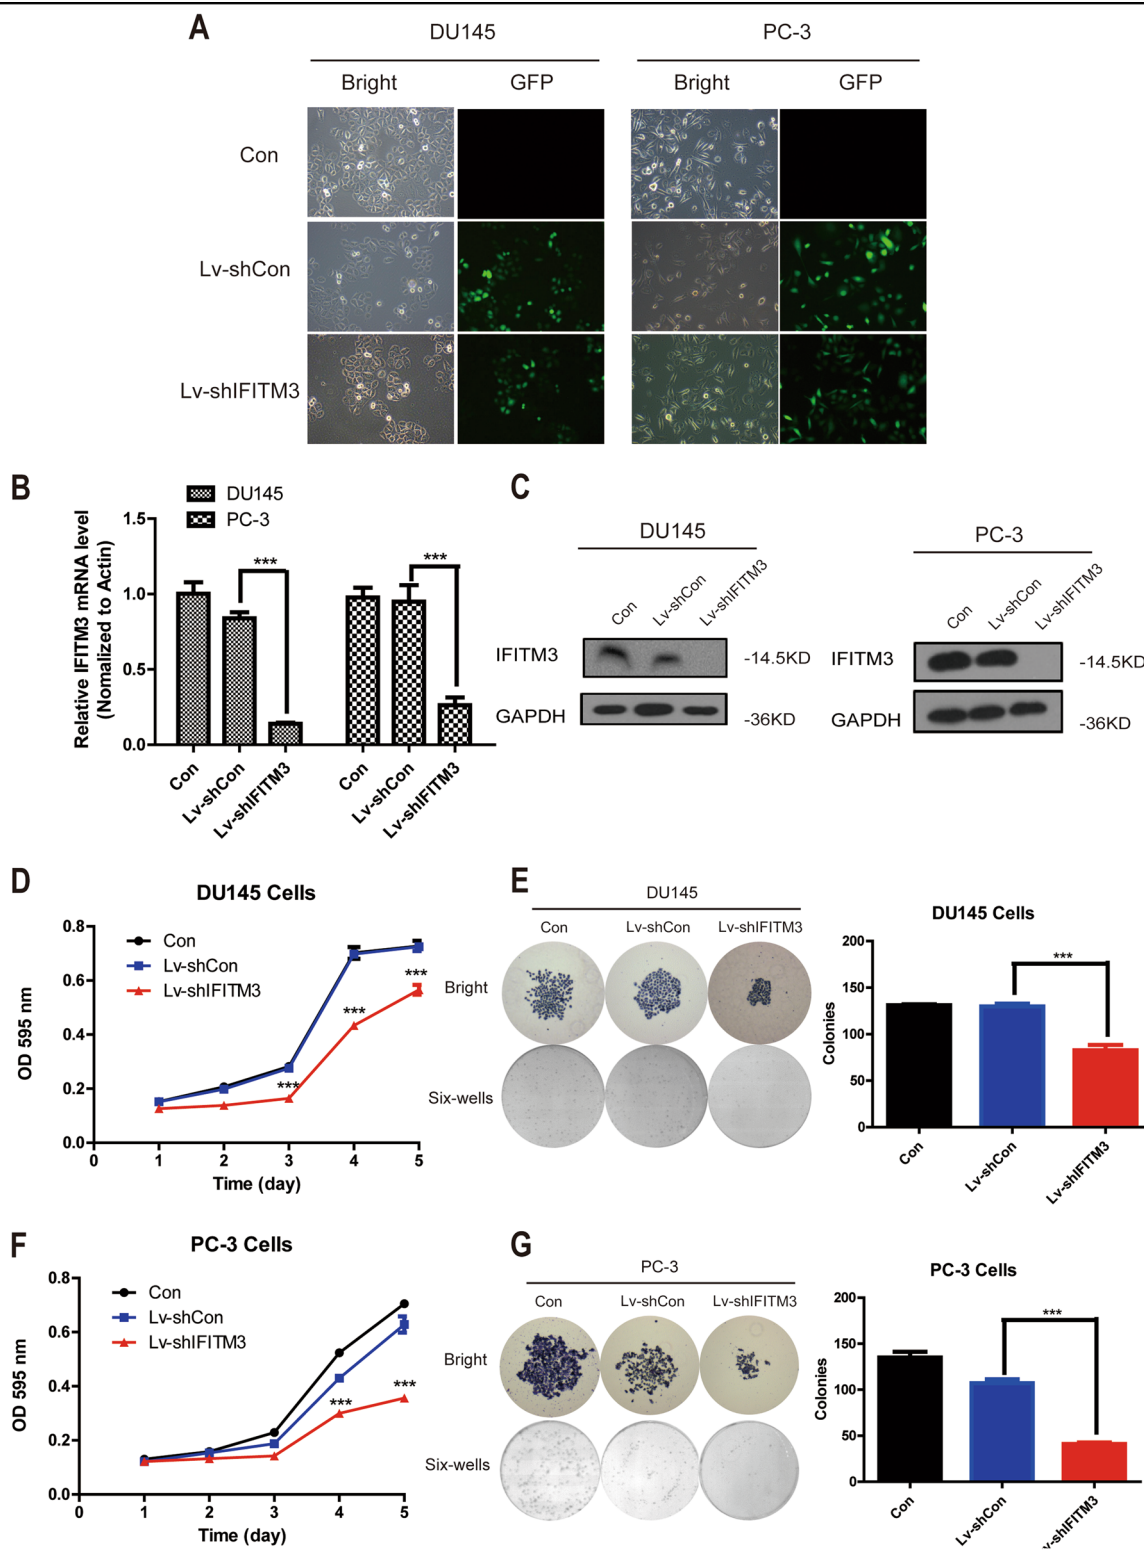 A
DU145
PC-3
Bright
GFP
Bright
GFP
Con
Lv-shCon
Lv-shIFITM3
B
DU145
PC-3
Relative IFITM3 mRNA level
(Nomalized to Actin)
1.5
1.0
0.5
0.0
***
***
Con
Lv-shCon
Lv-shIFITM3
Con
Lv-shCon
Lv-shIFITM3
C
DU145
Con
Lv-shCon
Lv-shIFITM3
IFITM3
-14.5KD
GAPDH
-36KD
PC-3
Con
Lv-shCon
Lv-shIFITM3
IFITM3
-14.5KD
GAPDH
-36KD
D
DU145 Cells
Con
Lv-shCon
Lv-shIFITM3
OD 595 nm
0.8
0.6
0.4
0.2
0.0
***
***
***
0 1 2 3 4 5
Time (day)
E
DU145
Con
Lv-shCon
Lv-shIFITM3
Bright
Six-wells
DU145 Cells
Colonies
200
150
100
50
0
***
Con
Lv-shCon
Lv-shIFITM3
F
PC-3 Cells
Con
Lv-shCon
Lv-shIFITM3
OD 595 nm
0.8
0.6
0.4
0.2
0.0
***
***
0 1 2 3 4 5
Time (day)
G
PC-3
Con
Lv-shCon
Lv-shIFITM3
Bright
Six-wells
PC-3 Cells
Colonies
200
150
100
50
0
***
Con
Lv-shCon
v-shIFITM3